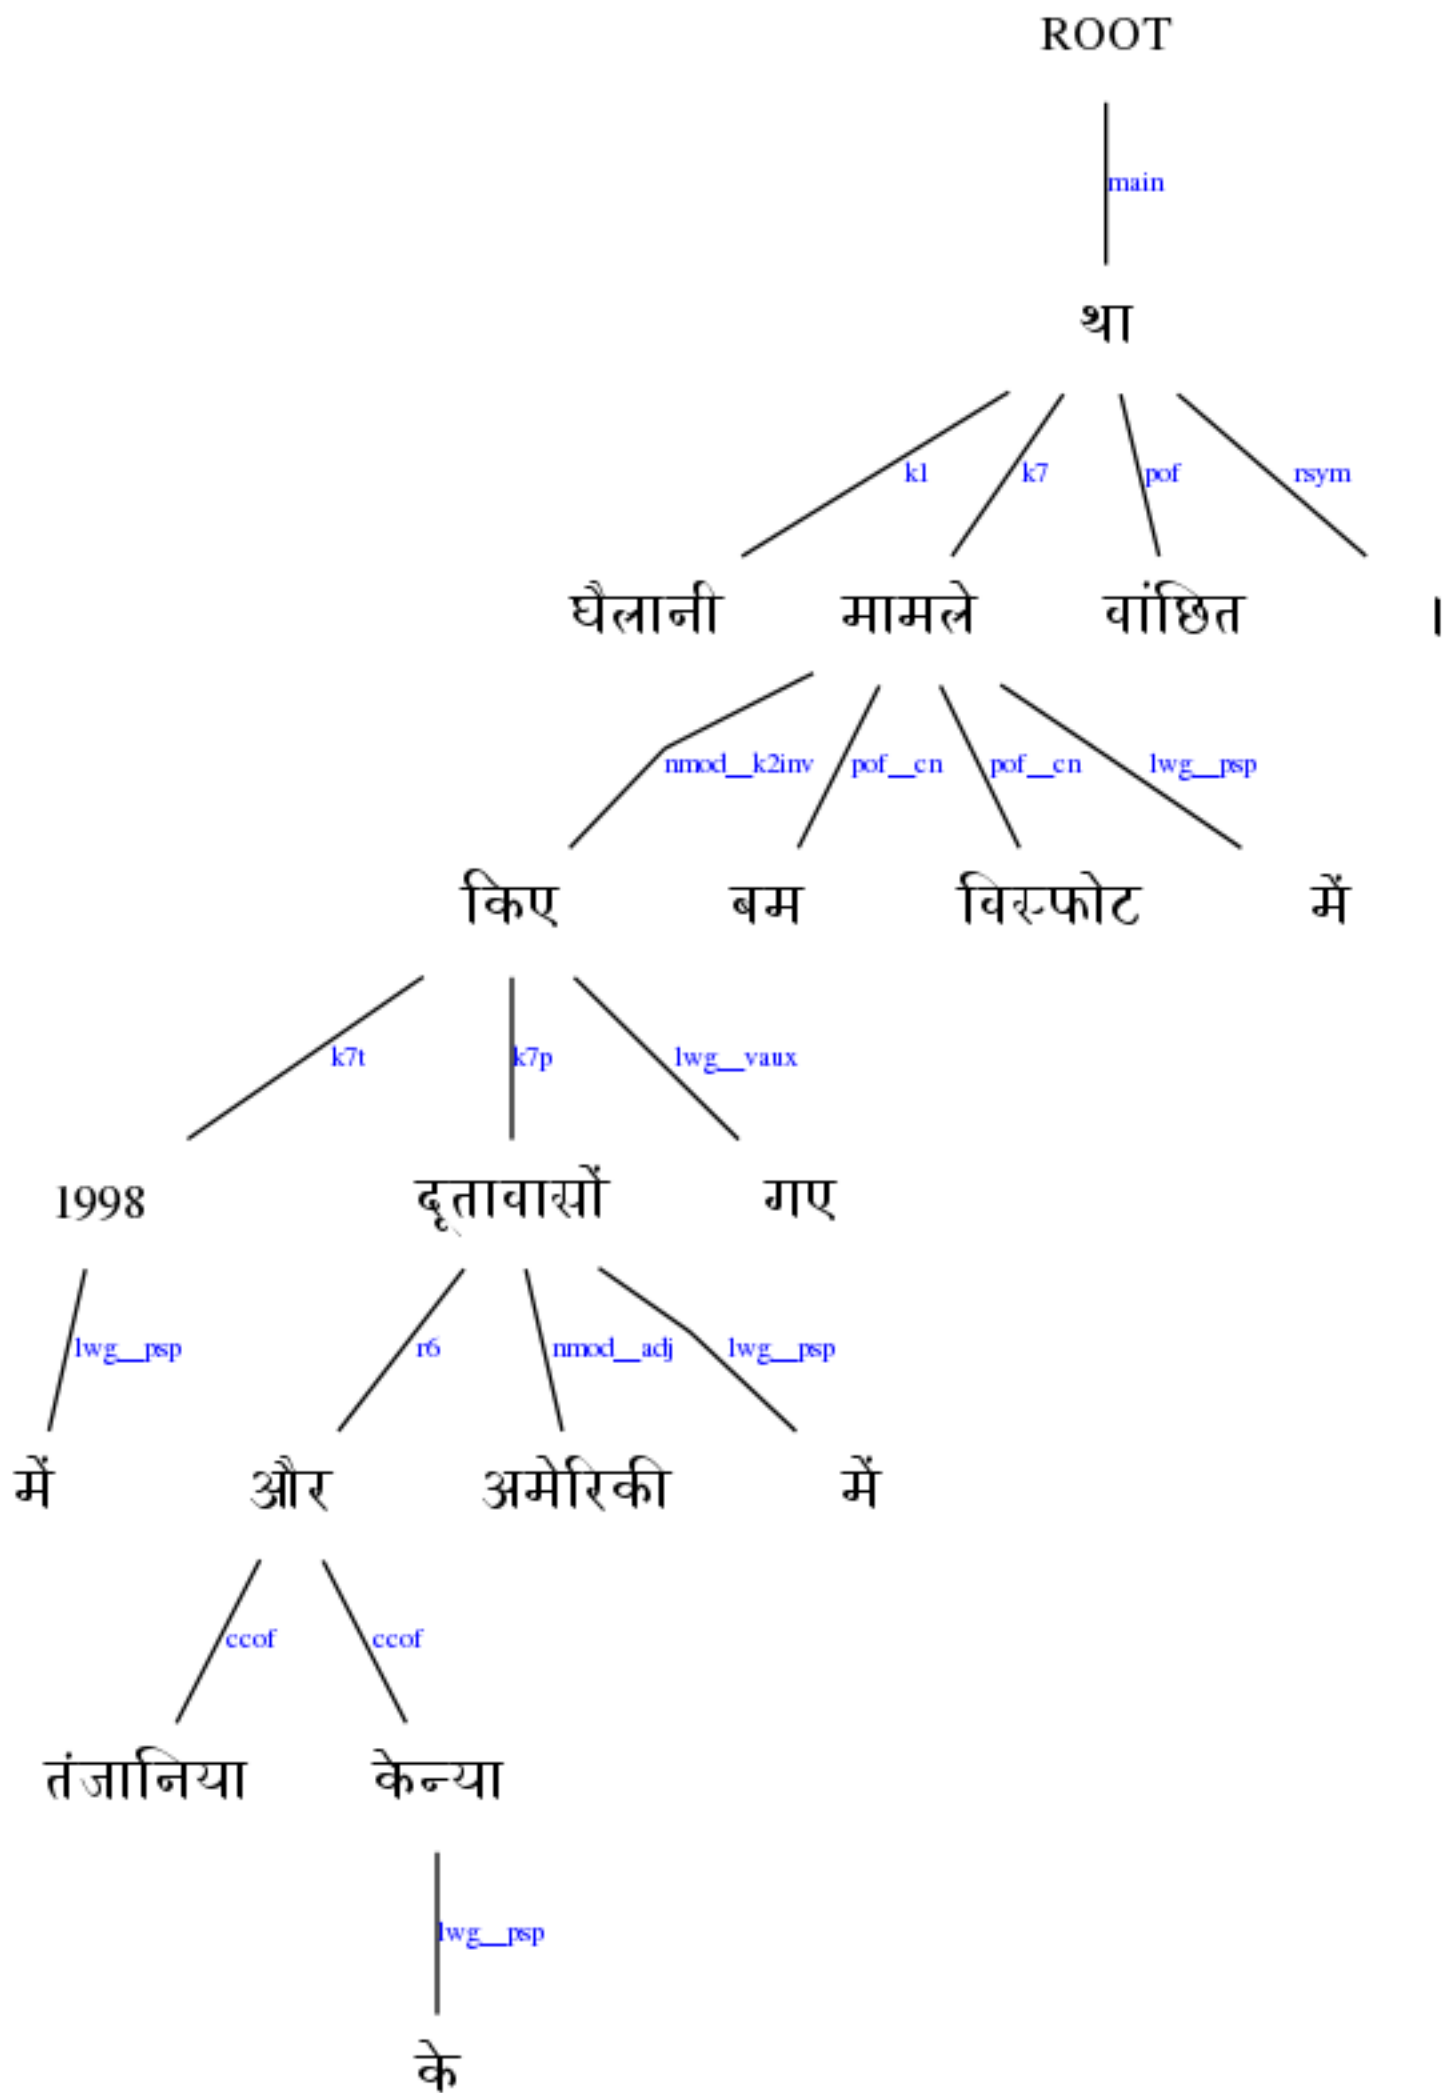 ROOT
main
था
k1 k7 pof rsym
घैलानी मामले वांछित ।
nmod__k2inv pof__cn pof__cn lwg__psp
किए बम विस्फोट में
k7t k7p lwg__vaux
1998 दूतावासों गए
lwg__psp r6 nmod__adj lwg__psp
में और अमेरिकी में
ccof ccof
तंजानिया केन्या
lwg__psp
के